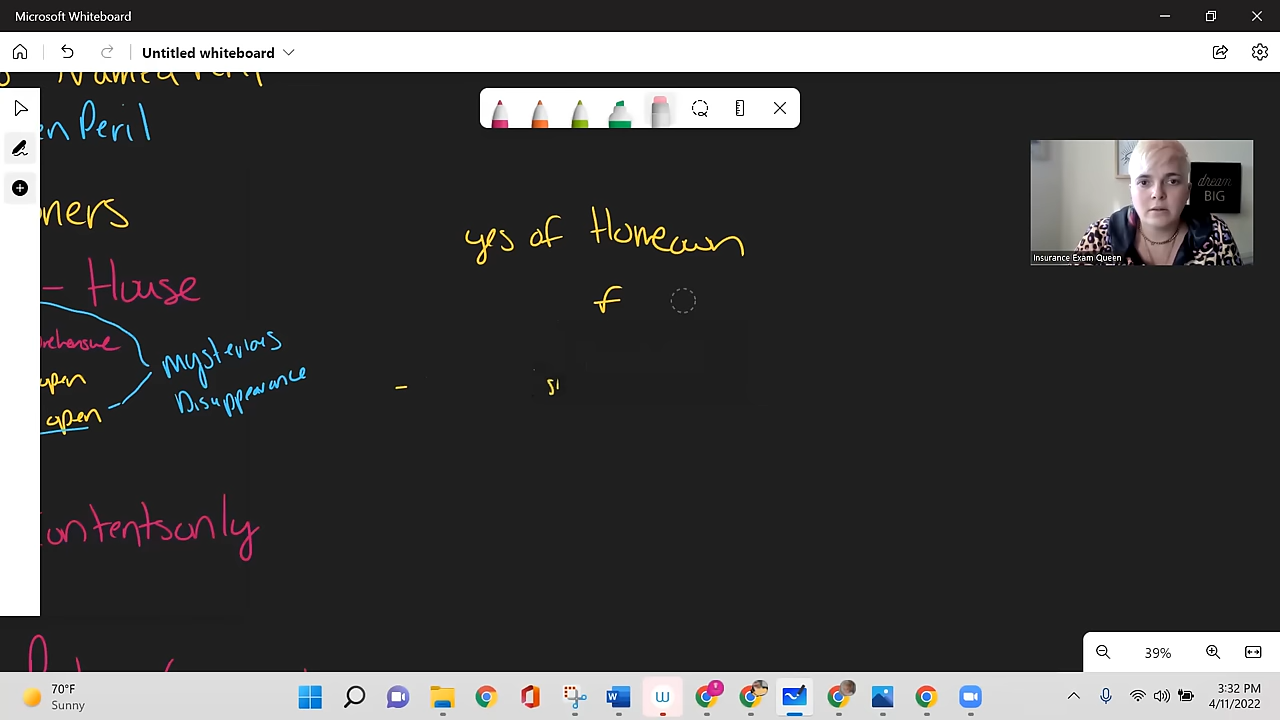 Microsoft Whiteboard
Untitled whiteboard
en Peril
ners
yes of Homeown
- House
f
rehensive
open
open
mysterious
Disappearance
-
ontentsonly
dream
BIG
Insurance Exam Queen
39%
70°F
Sunny
3:32 PM
4/11/2022